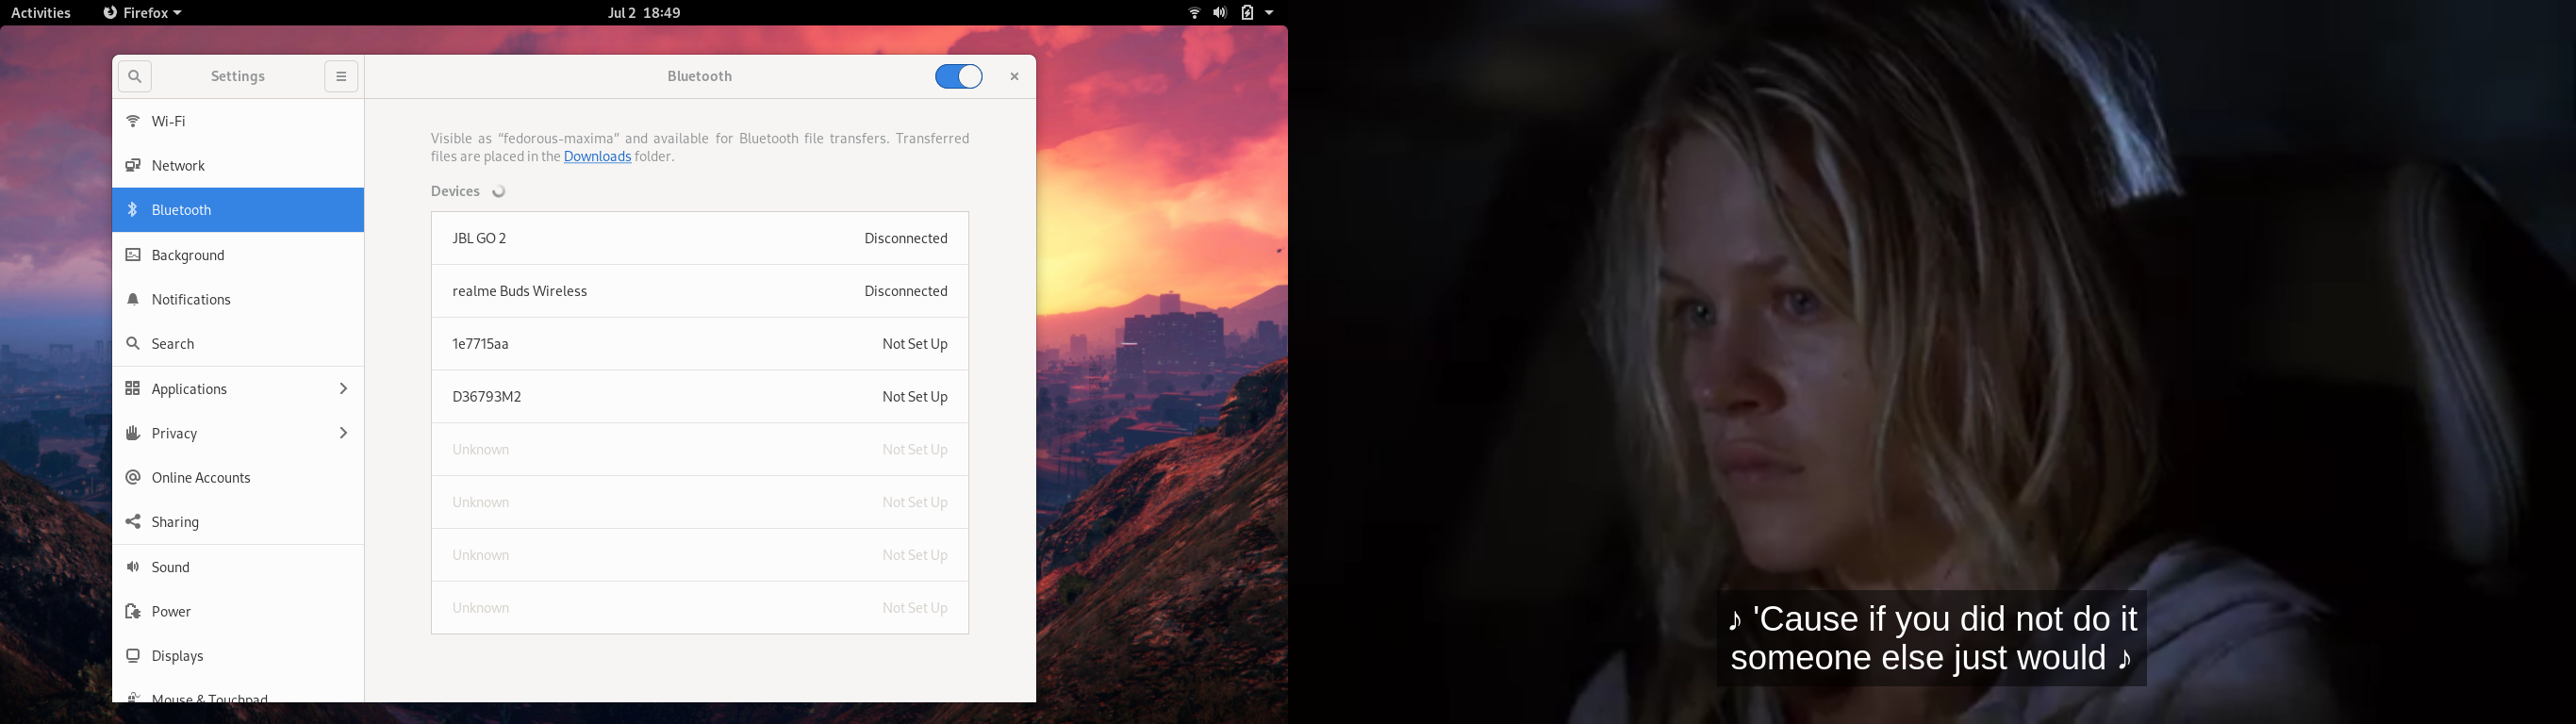 Activities Firefox Jul 2 18:49
Settings
Bluetooth
Wi-Fi
Network
Bluetooth
Background
Notifications
Search
Applications
Privacy
Online Accounts
Sharing
Sound
Power
Displays
Mouse & Touchpad
Visible as “fedorous-maxima” and available for Bluetooth file transfers. Transferred
files are placed in the Downloads folder.
Devices
JBL GO 2 Disconnected
realme Buds Wireless Disconnected
1e7715aa Not Set Up
D36793M2 Not Set Up
Unknown Not Set Up
Unknown Not Set Up
Unknown Not Set Up
Unknown Not Set Up
♪ 'Cause if you did not do it
someone else just would ♪